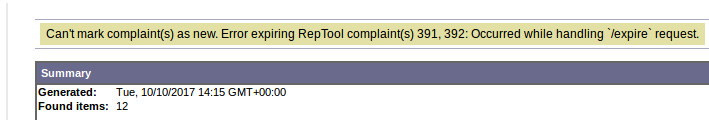 Can't mark complaint(s) as new. Error expiring RepTool complaint(s) 391, 392: Occurred while handling `/expire` request.
Summary
Generated: Tue, 10/10/2017 14:15 GMT+00:00
Found items: 12